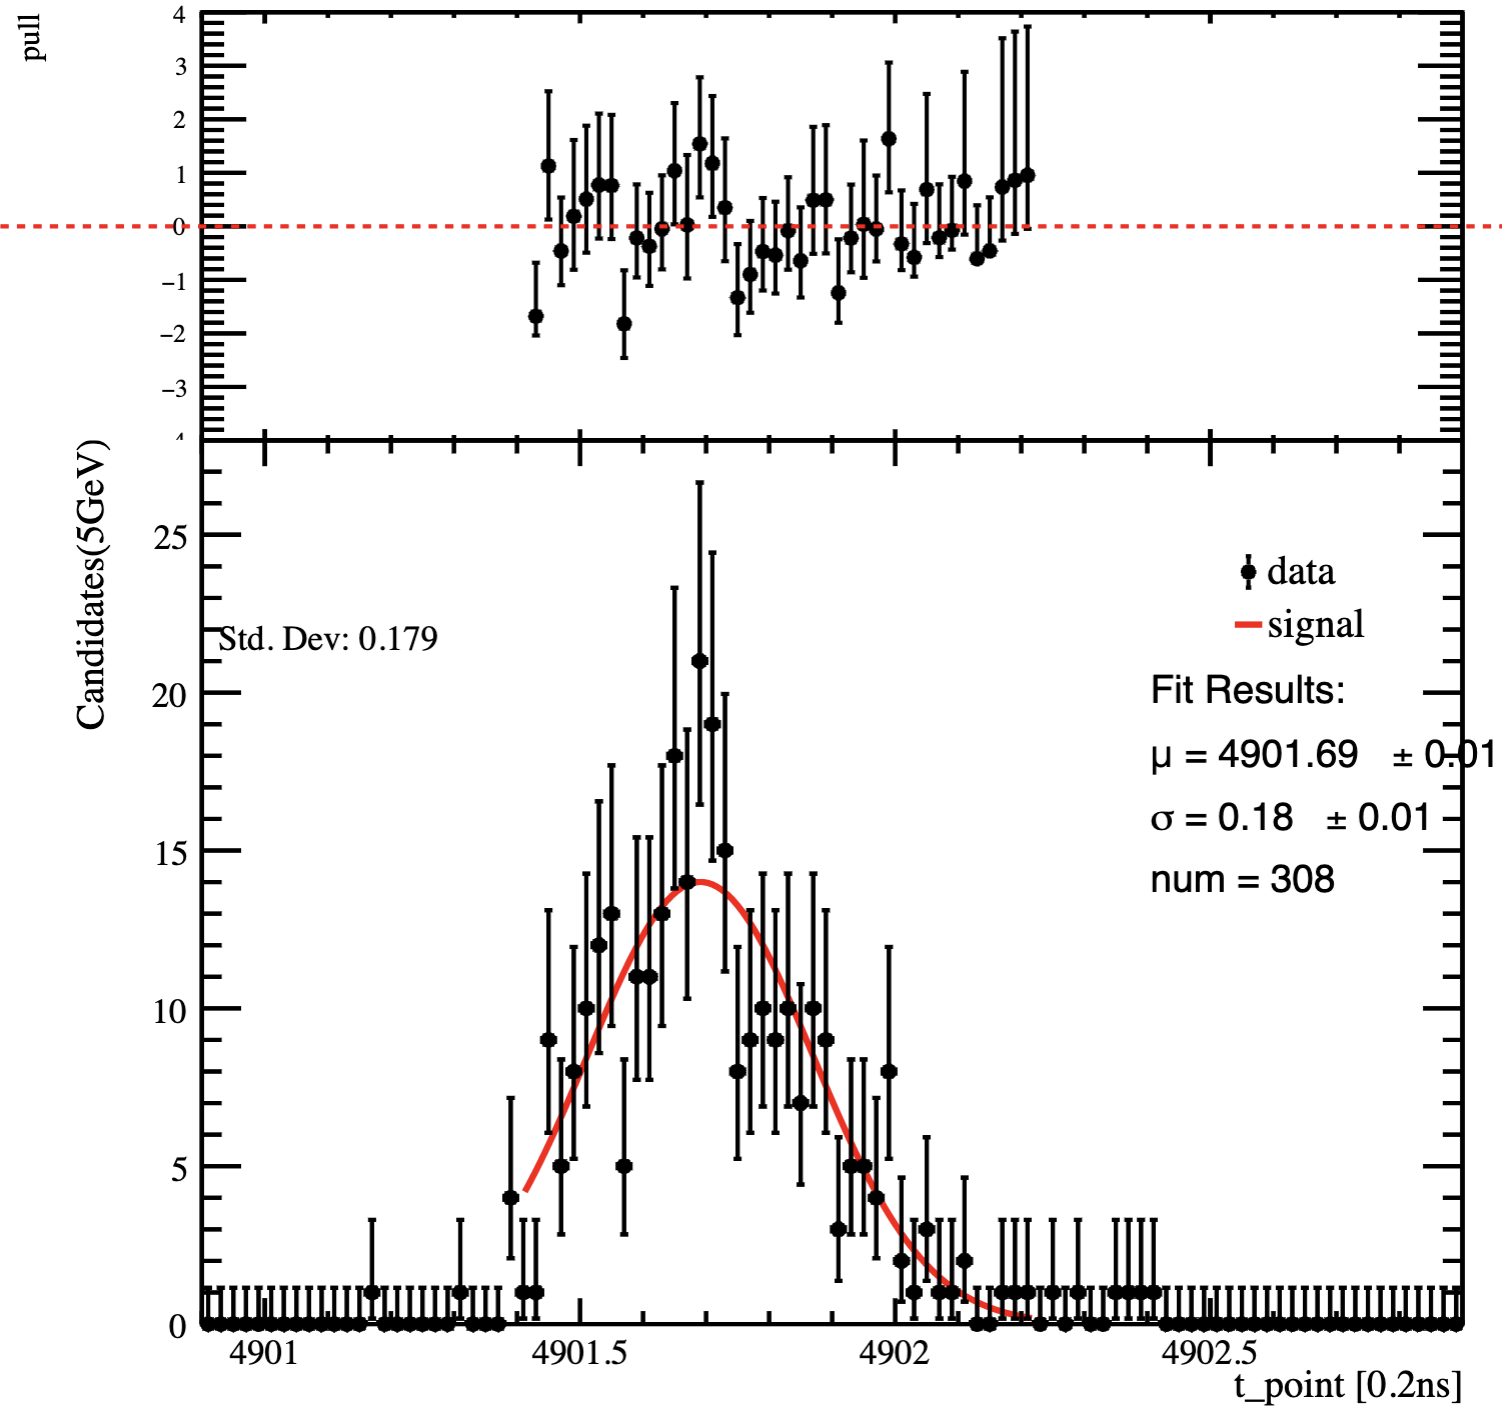 pull
4
3
2
1
0
−1
−2
−3
Candidates(5GeV)
25
20
15
10
5
0
Std. Dev: 0.179
data
signal
Fit Results:
μ = 4901.69 ± 0.01
σ = 0.18 ± 0.01
num = 308
4901 4901.5 4902 4902.5
t_point [0.2ns]